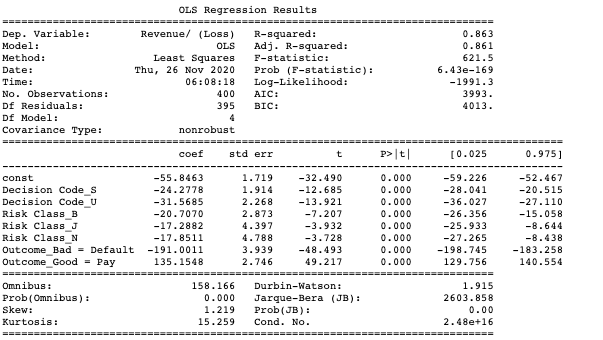 OLS Regression Results
==============================================================================
Dep. Variable: Revenue/ (Loss) R-squared: 0.863
Model: OLS Adj. R-squared: 0.861
Method: Least Squares F-statistic: 621.5
Date: Thu, 26 Nov 2020 Prob (F-statistic): 6.43e-169
Time: 06:08:18 Log-Likelihood: -1991.3
No. Observations: 400 AIC: 3993.
Df Residuals: 395 BIC: 4013.
Df Model: 4
Covariance Type: nonrobust
==============================================================================
coef std err t P>|t| [0.025 0.975]
------------------------------------------------------------------------------
const -55.8463 1.719 -32.490 0.000 -59.226 -52.467
Decision Code_S -24.2778 1.914 -12.685 0.000 -28.041 -20.515
Decision Code_U -31.5685 2.268 -13.921 0.000 -36.027 -27.110
Risk Class_B -20.7070 2.873 -7.207 0.000 -26.356 -15.058
Risk Class_J -17.2882 4.397 -3.932 0.000 -25.933 -8.644
Risk Class_N -17.8511 4.788 -3.728 0.000 -27.265 -8.438
Outcome_Bad = Default -191.0011 3.939 -48.493 0.000 -198.745 -183.258
Outcome_Good = Pay 135.1548 2.746 49.217 0.000 129.756 140.554
==============================================================================
Omnibus: 158.166 Durbin-Watson: 1.915
Prob(Omnibus): 0.000 Jarque-Bera (JB): 2603.858
Skew: 1.219 Prob(JB): 0.00
Kurtosis: 15.259 Cond. No. 2.48e+16
==============================================================================